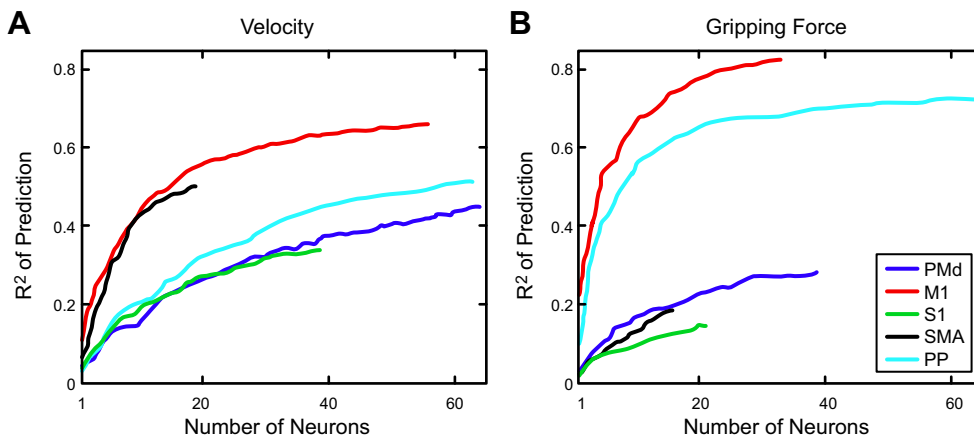 A
Velocity
R² of Prediction
0.8
0.6
0.4
0.2
0
1 20 40 60
Number of Neurons
B
Gripping Force
R² of Prediction
0.8
0.6
0.4
0.2
0
1 20 40 60
Number of Neurons
PMd
M1
S1
SMA
PP